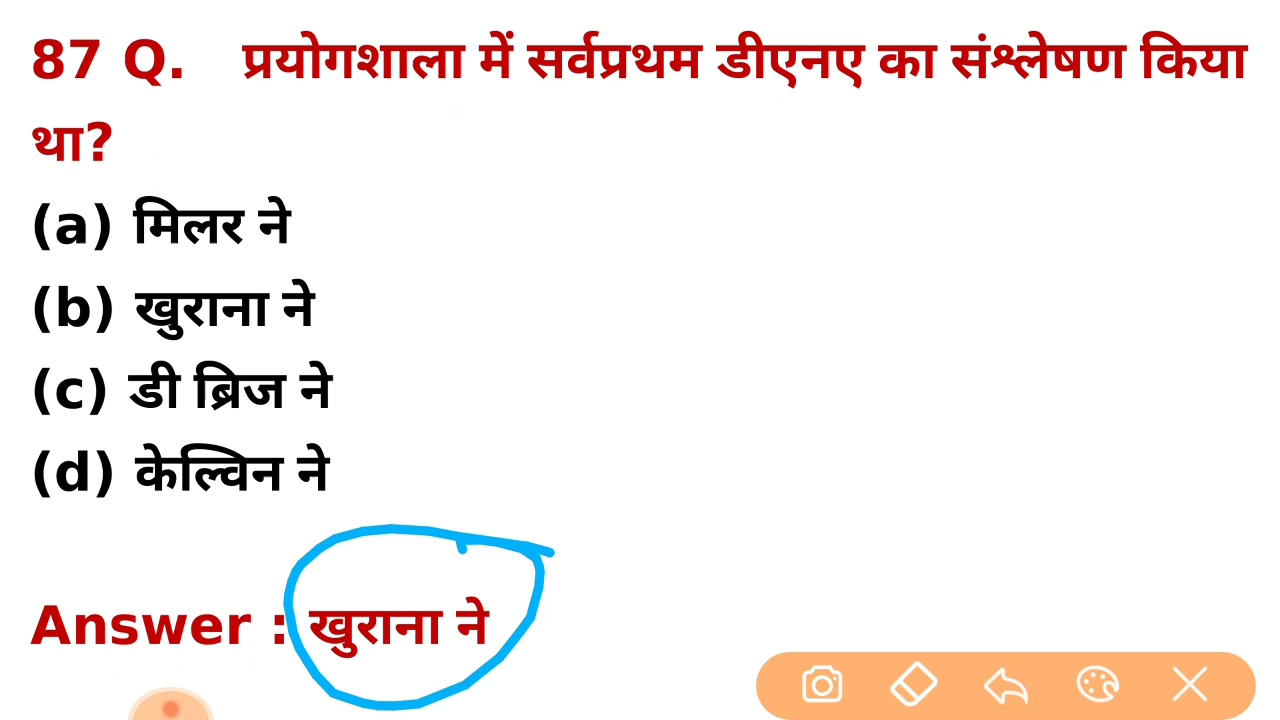 87 Q. प्रयोगशाला में सर्वप्रथम डीएनए का संश्लेषण किया
था?
(a) मिलर ने
(b) खुराना ने
(c) डी ब्रिज ने
(d) केल्विन ने
Answer : खुराना ने